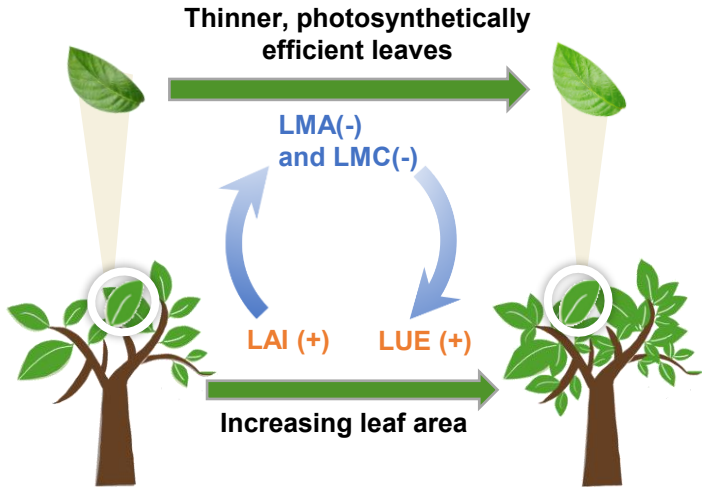 Thinner, photosynthetically
efficient leaves
LMA(-)
and LMC(-)
LAI (+)
LUE (+)
Increasing leaf area